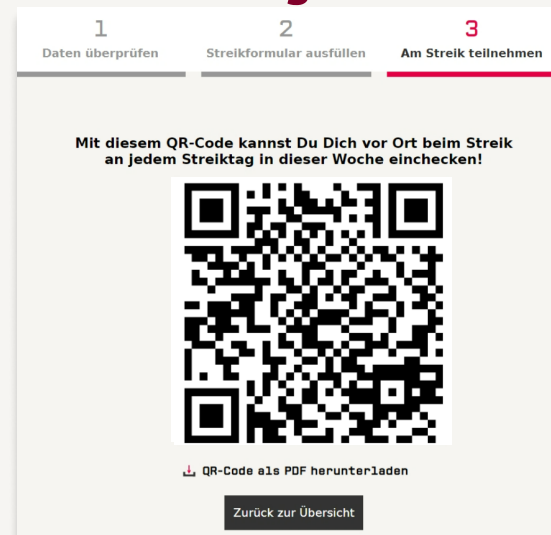 1
2
3
Daten überprüfen
Streikformular ausfüllen
Am Streik teilnehmen
Mit diesem QR-Code kannst Du Dich vor Ort beim Streik
an jedem Streiktag in dieser Woche einchecken!
QR-Code als PDF herunterladen
Zurück zur Übersicht